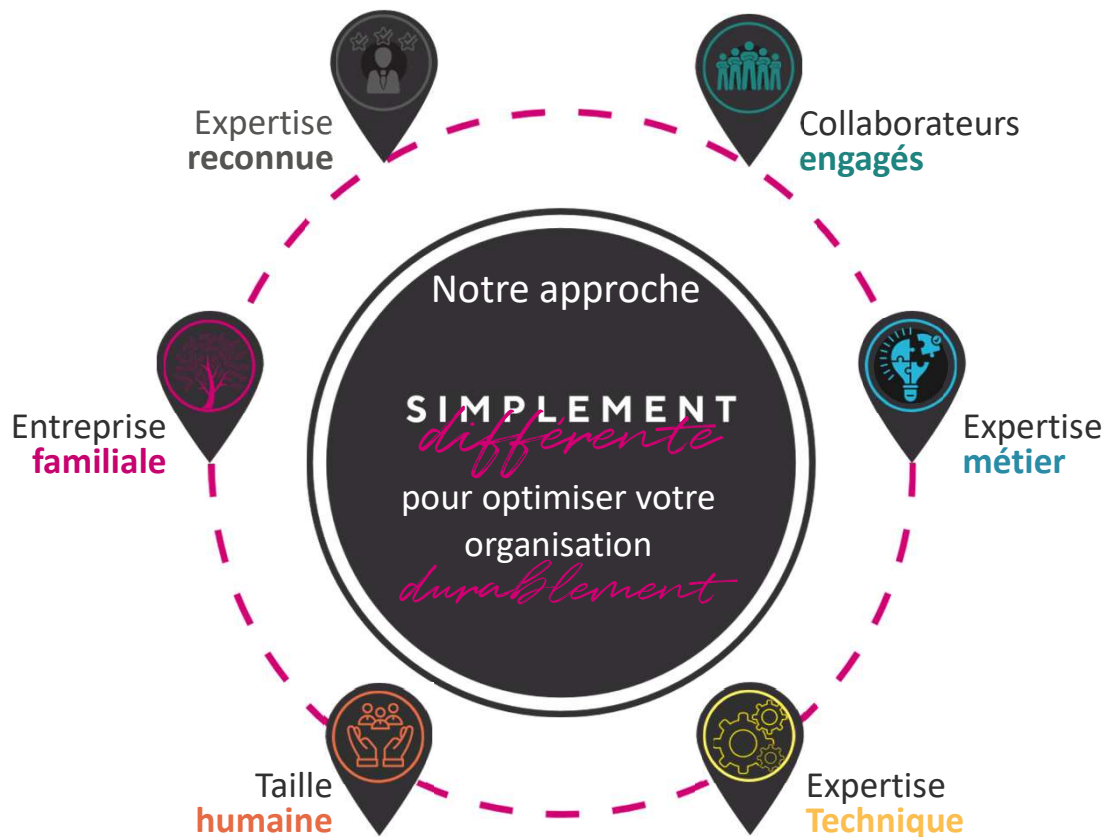 Expertise
reconnue
Collaborateurs
engagés
Notre approche
SIMPLEMENT
différente
pour optimiser votre
organisation
durablement
Entreprise
familiale
Expertise
métier
Taille
humaine
Expertise
Technique